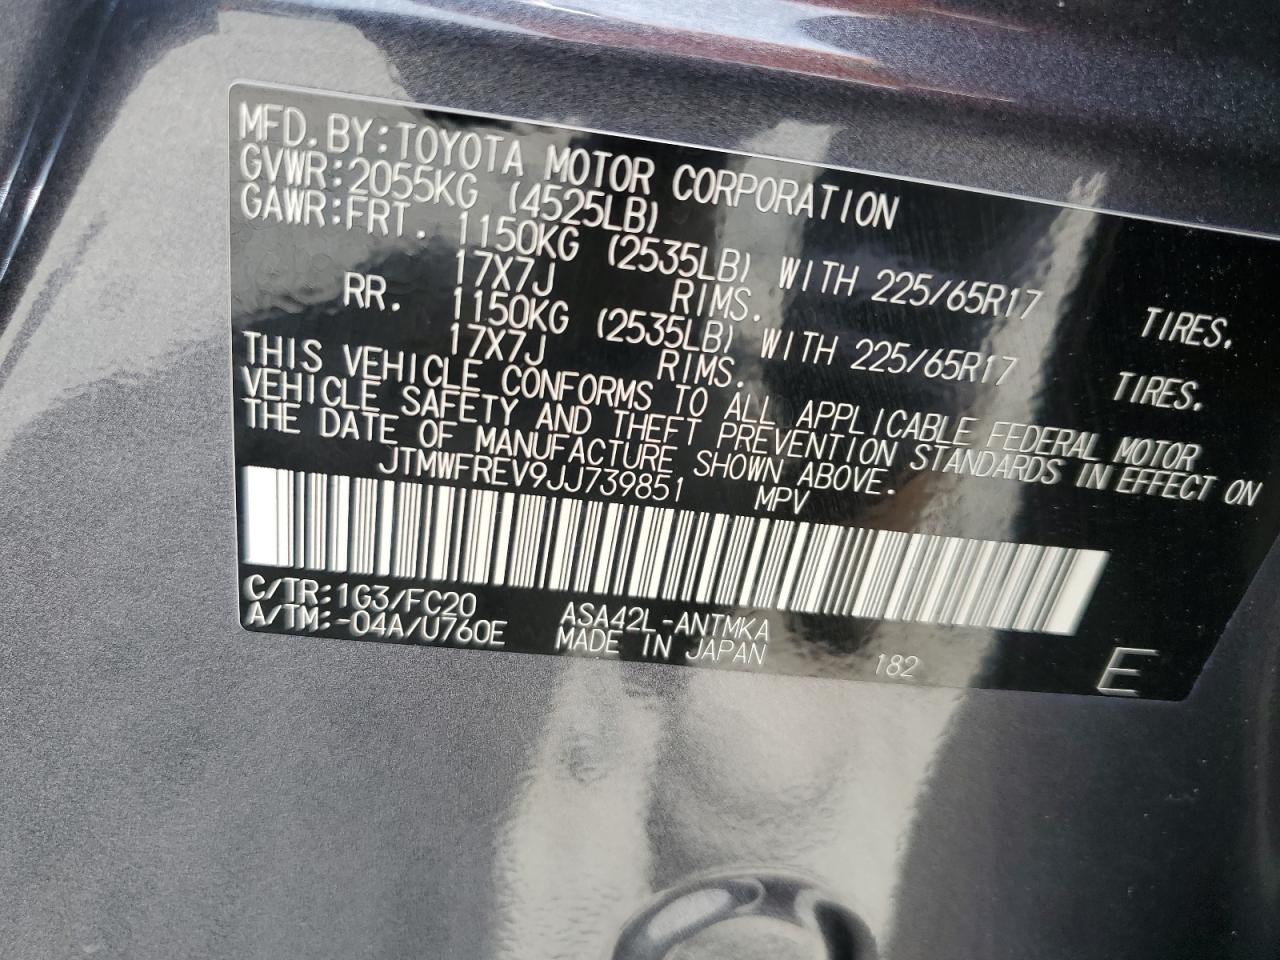 MFD. BY: TOYOTA MOTOR CORPORATION
GVWR: 2055KG (4525LB)
GAWR: FRT. 1150KG (2535LB) WITH 225/65R17 TIRES.
17X7J RIMS.
RR. 1150KG (2535LB) WITH 225/65R17 TIRES.
17X7J RIMS.
THIS VEHICLE CONFORMS TO ALL APPLICABLE FEDERAL MOTOR
VEHICLE SAFETY AND THEFT PREVENTION STANDARDS IN EFFECT ON
THE DATE OF MANUFACTURE SHOWN ABOVE.
JTMWFREV9JJ739851 MPV
C/TR: 1G3/FC20 ASA42L-ANTMKA
A/TM: -04A/U760E MADE IN JAPAN 182 E